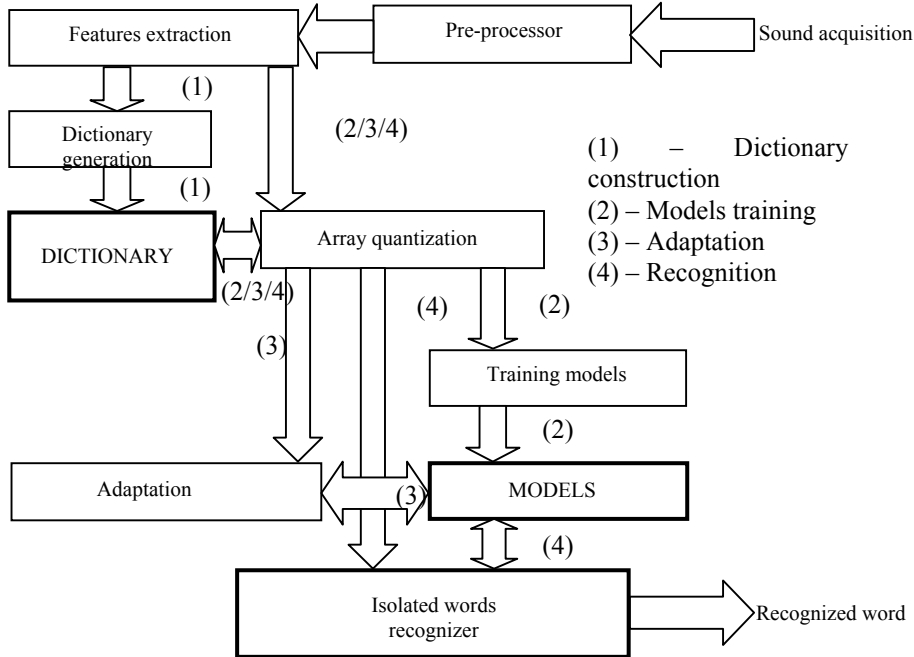 Features extraction
Pre-processor
Sound acquisition
(1)
(2/3/4)
Dictionary
generation
(1)
(1) – Dictionary
construction
(2) – Models training
(3) – Adaptation
(4) – Recognition
DICTIONARY
Array quantization
(2/3/4)
(4)
(2)
(3)
Training models
(2)
Adaptation
(3)
MODELS
(4)
Isolated words
recognizer
Recognized word